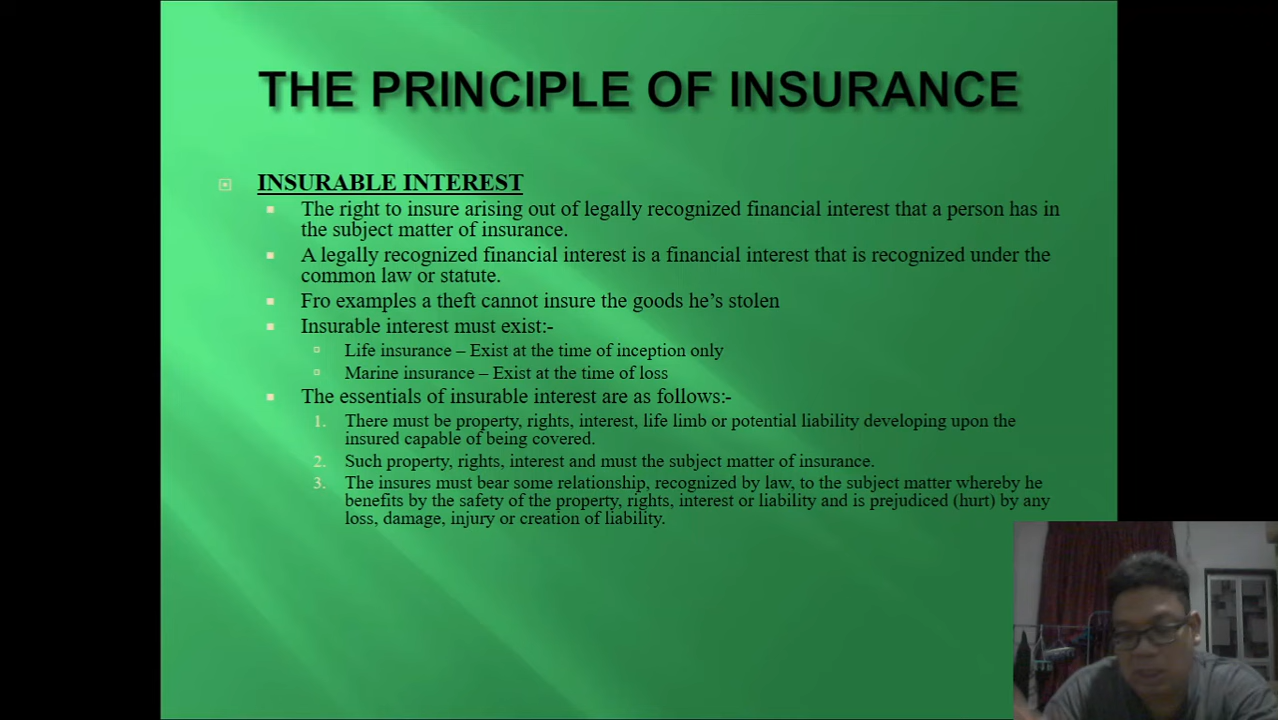 THE PRINCIPLE OF INSURANCE
INSURABLE INTEREST
The right to insure arising out of legally recognized financial interest that a person has in
the subject matter of insurance.
A legally recognized financial interest is a financial interest that is recognized under the
common law or statute.
Fro examples a theft cannot insure the goods he's stolen
Insurable interest must exist:-
Life insurance – Exist at the time of inception only
Marine insurance – Exist at the time of loss
The essentials of insurable interest are as follows:-
1. There must be property, rights, interest, life limb or potential liability developing upon the
insured capable of being covered.
2. Such property, rights, interest and must the subject matter of insurance.
3. The insures must bear some relationship, recognized by law, to the subject matter whereby he
benefits by the safety of the property, rights, interest or liability and is prejudiced (hurt) by any
loss, damage, injury or creation of liability.